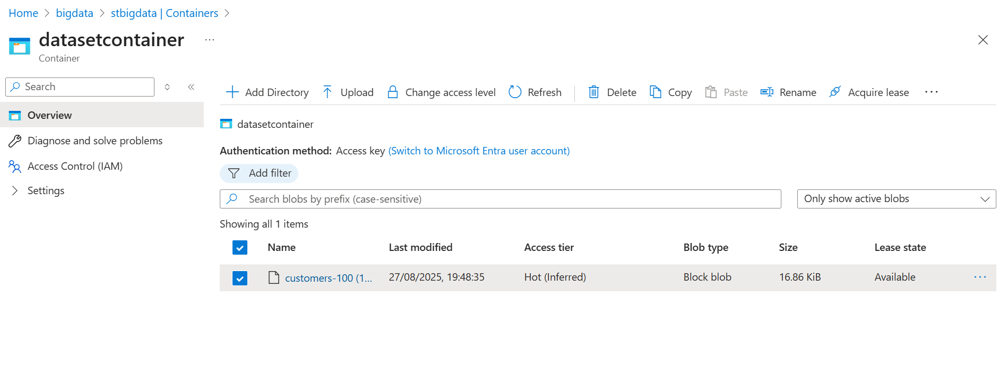 Home > bigdata > stbigdata | Containers >
datasetcontainer ...
Container
Search
Overview
Diagnose and solve problems
Access Control (IAM)
Settings
Add Directory Upload Change access level Refresh Delete Copy Paste Rename Acquire lease ...
datasetcontainer
Authentication method: Access key (Switch to Microsoft Entra user account)
Add filter
Search blobs by prefix (case-sensitive) Only show active blobs
Showing all 1 items
Name Last modified Access tier Blob type Size Lease state
customers-100 (1... 27/08/2025, 19:48:35 Hot (Inferred) Block blob 16.86 KiB Available ...